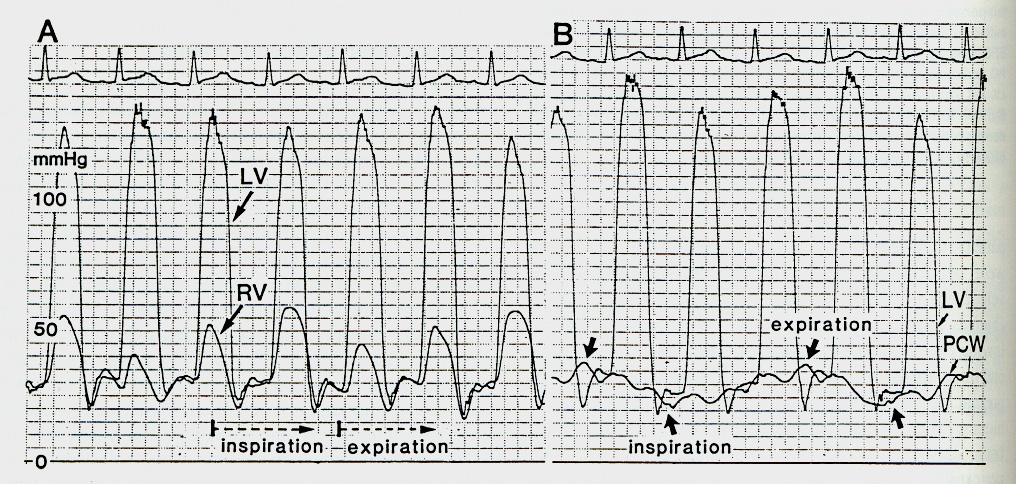 A
mmHg
100
LV
RV
50
inspiration
expiration
0
B
LV
expiration
PCW
inspiration